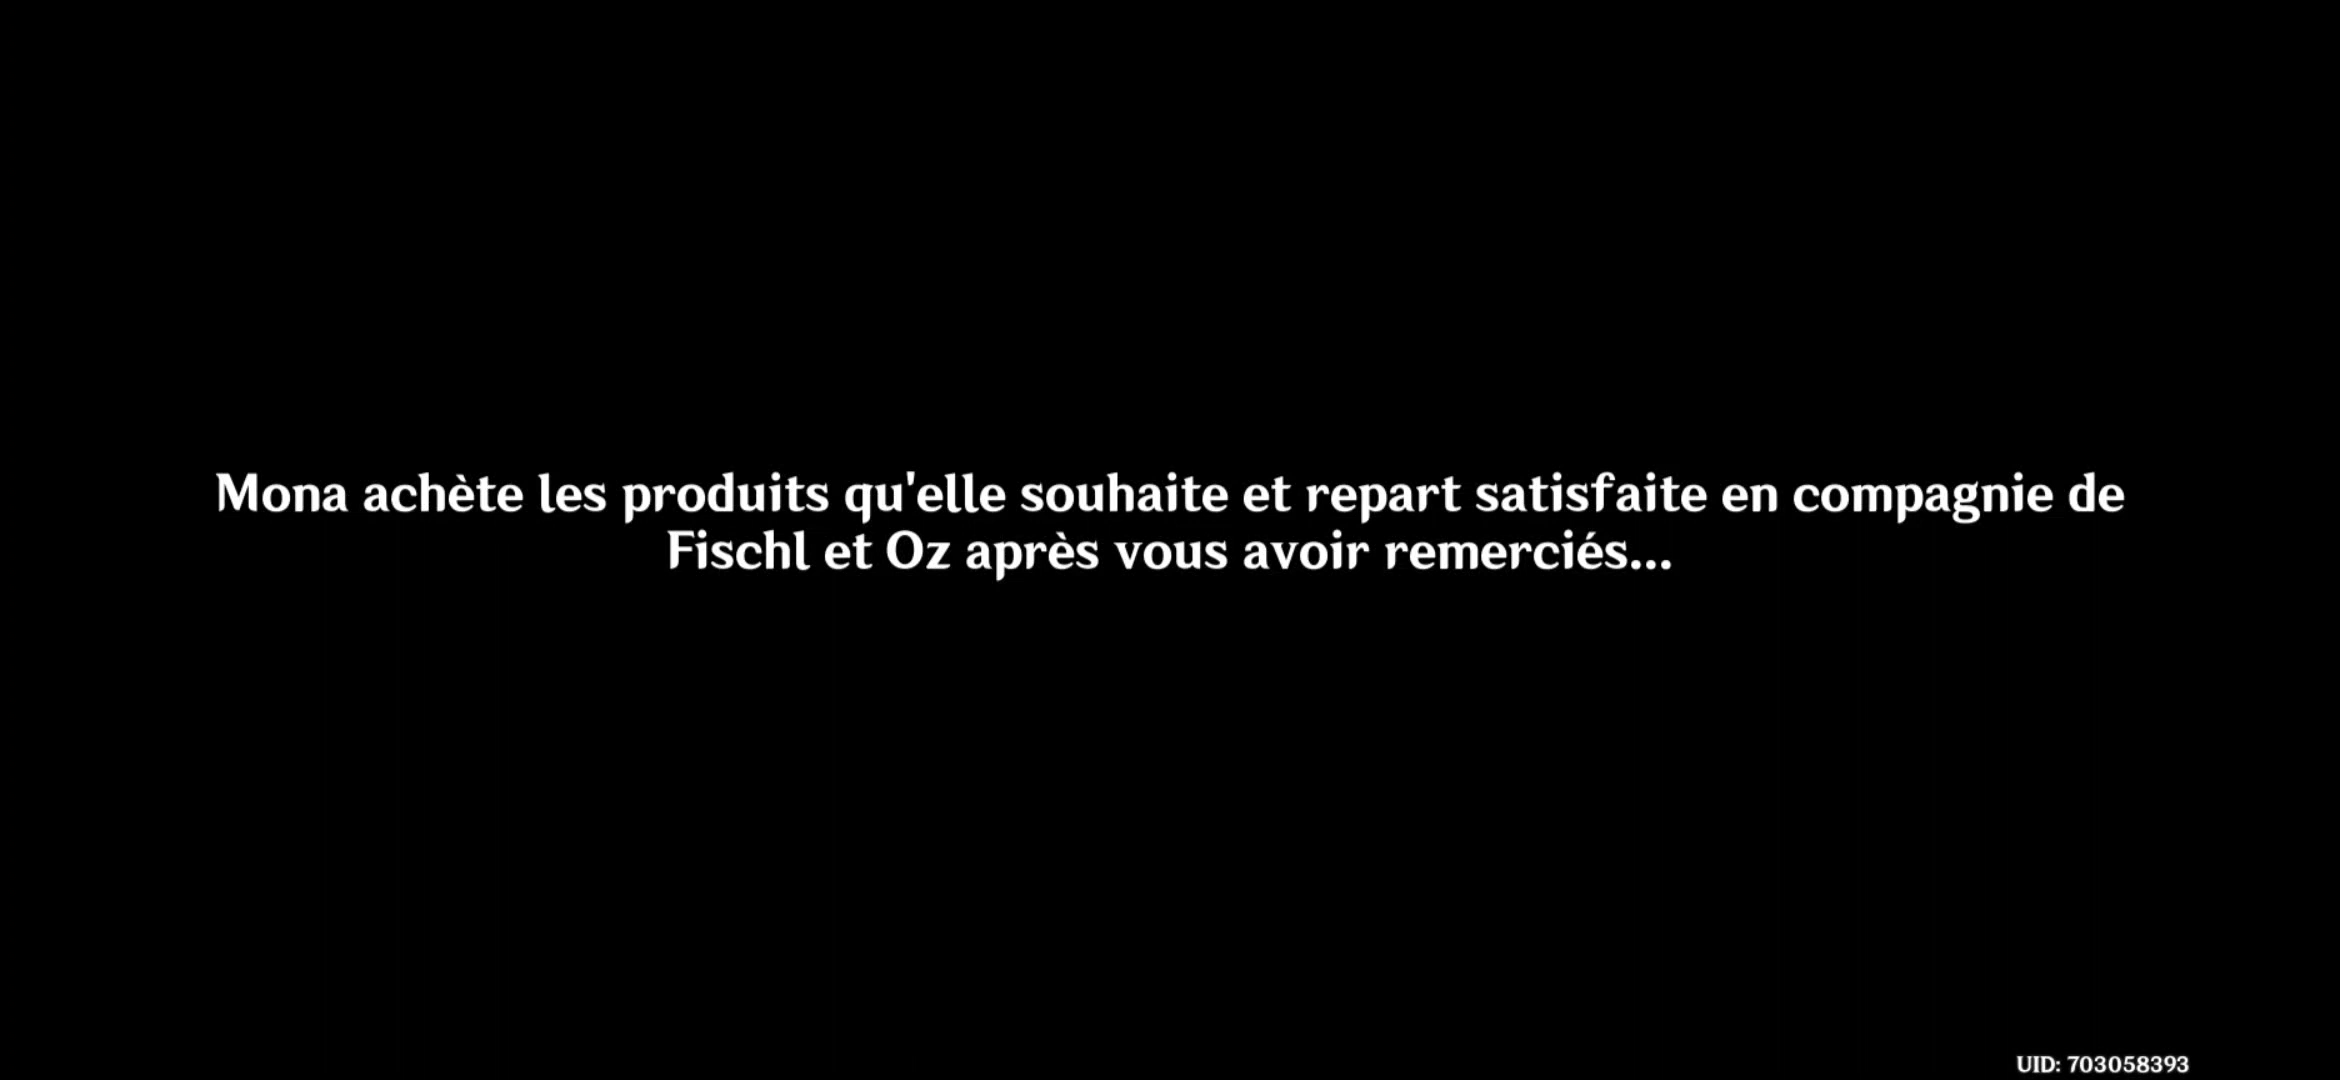 Mona achète les produits qu'elle souhaite et repart satisfaite en compagnie de
Fischl et Oz après vous avoir remerciés...
UID: 703058393